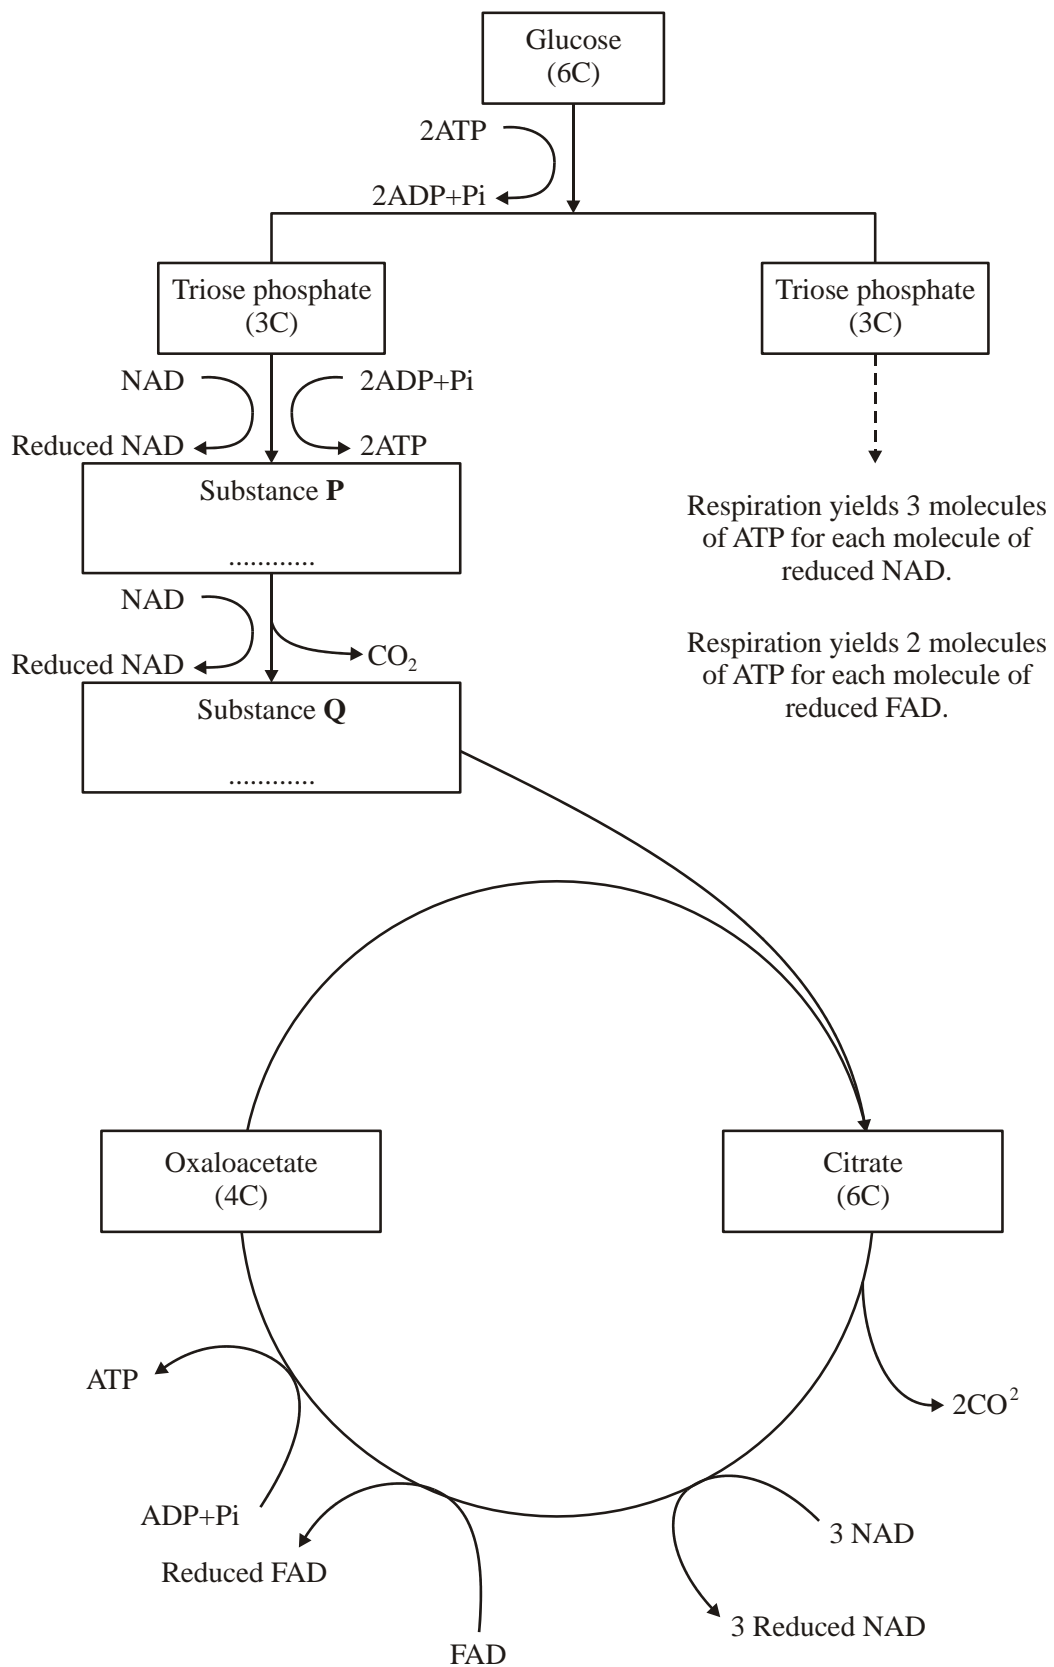 Glucose
(6C)
2ATP
2ADP+Pi
Triose phosphate
(3C)
Triose phosphate
(3C)
NAD
2ADP+Pi
Reduced NAD
2ATP
Substance P
............
Respiration yields 3 molecules
of ATP for each molecule of
reduced NAD.
NAD
Reduced NAD
CO₂
Respiration yields 2 molecules
of ATP for each molecule of
reduced FAD.
Substance Q
............
Oxaloacetate
(4C)
Citrate
(6C)
ATP
2CO²
ADP+Pi
3 NAD
Reduced FAD
3 Reduced NAD
FAD